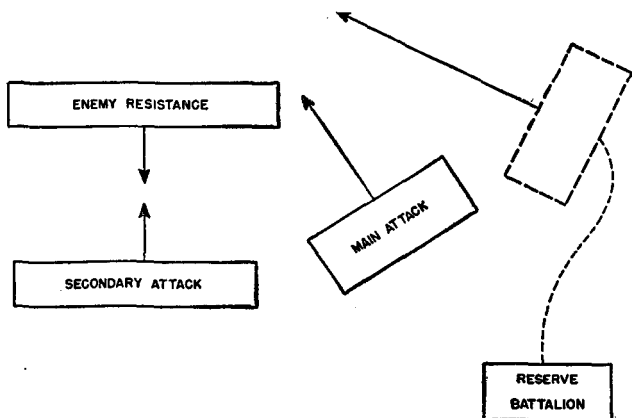 ENEMY RESISTANCE
MAIN ATTACK
SECONDARY ATTACK
RESERVE
BATTALION